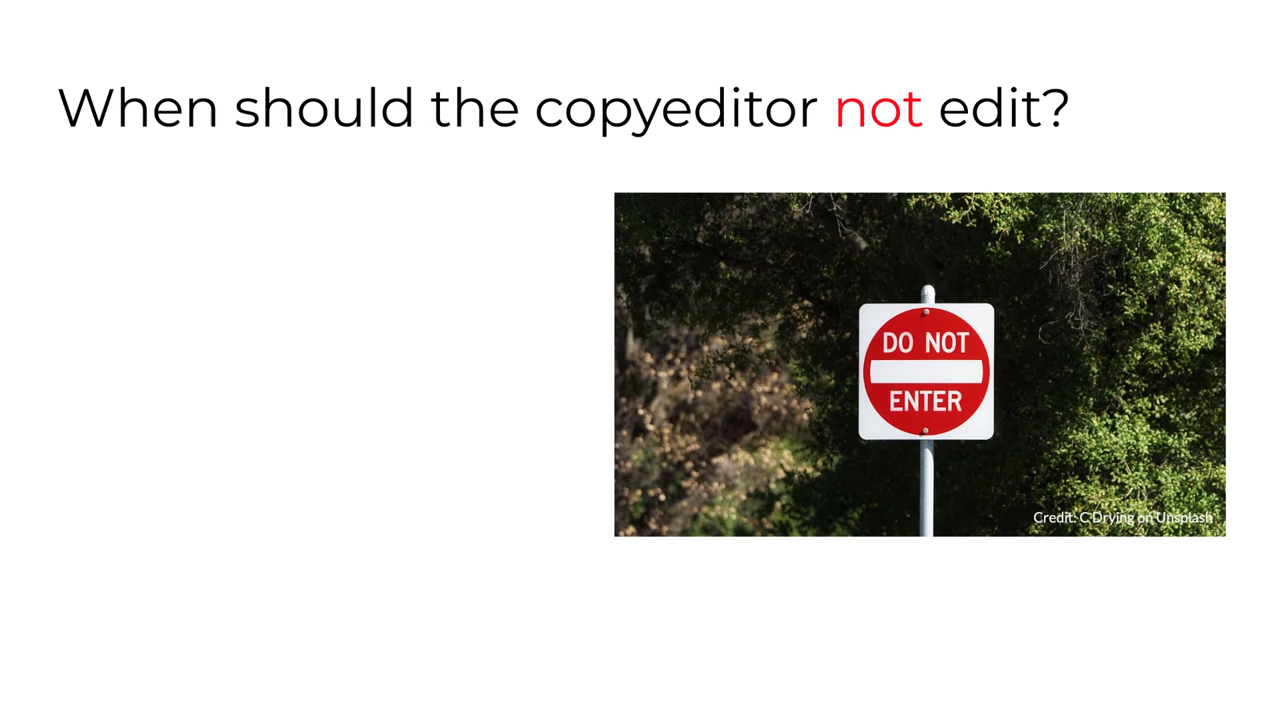 When should the copyeditor not edit?
DO NOT
ENTER
Credit: C Drying on Unsplash